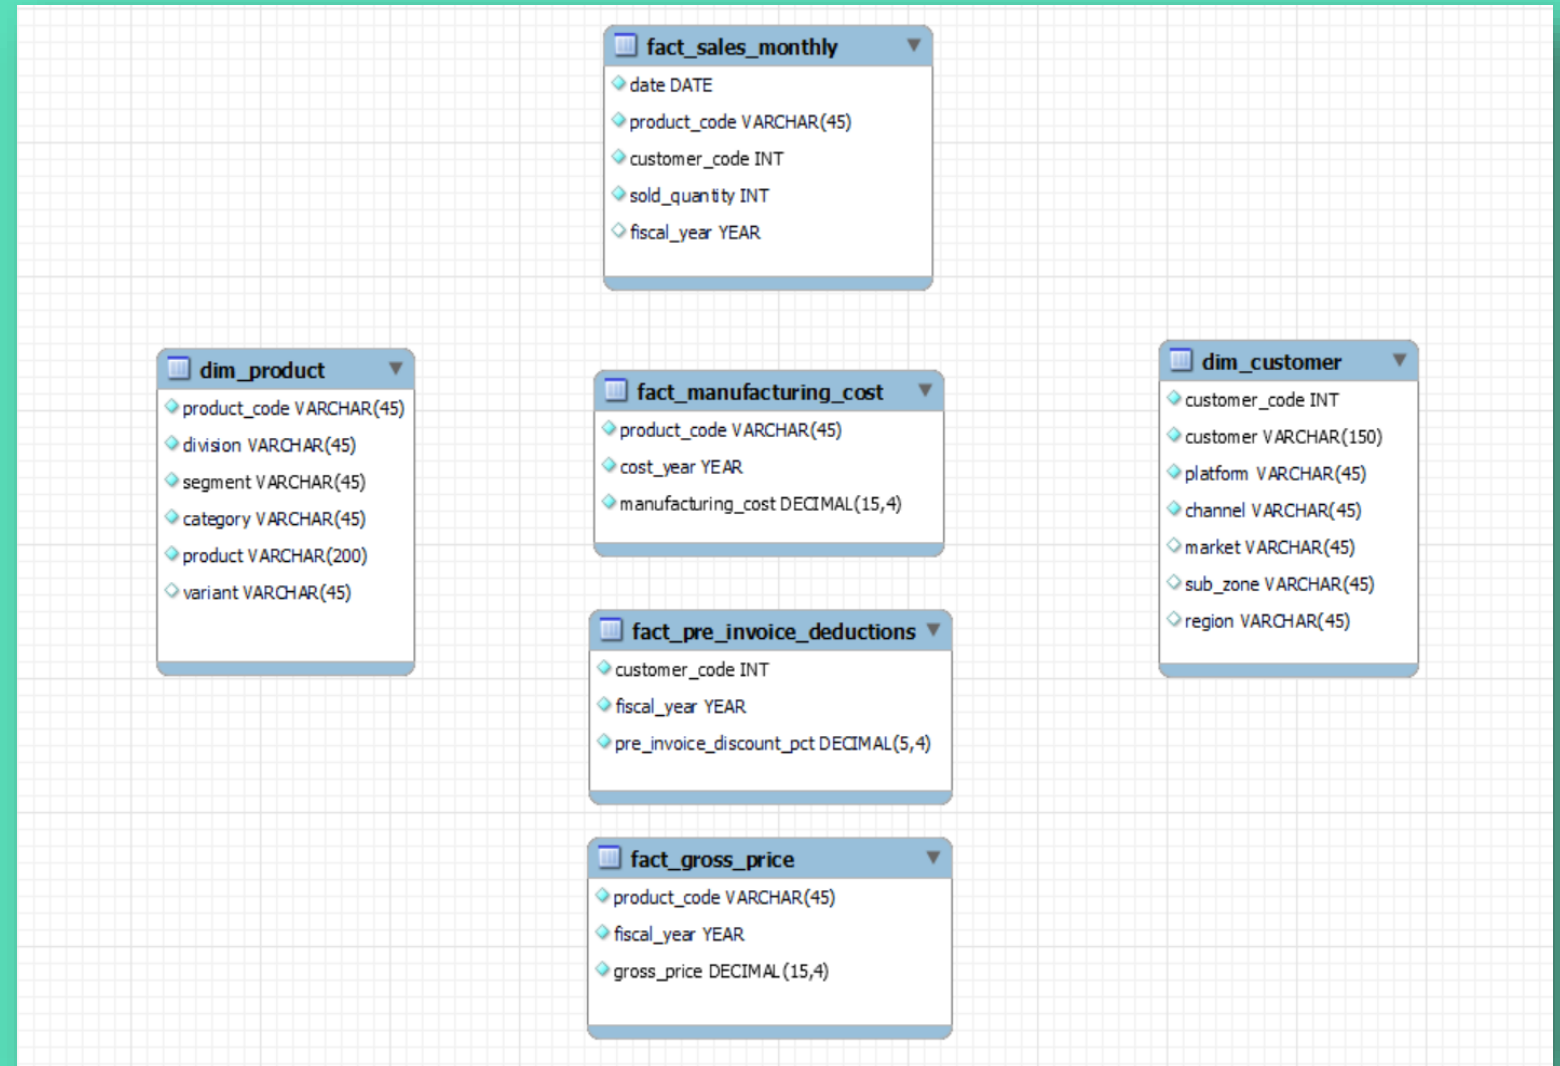 fact_sales_monthly
date DATE
product_code VARCHAR(45)
customer_code INT
sold_quantity INT
fiscal_year YEAR
dim_product
product_code VARCHAR(45)
division VARCHAR(45)
segment VARCHAR(45)
category VARCHAR(45)
product VARCHAR(200)
variant VARCHAR(45)
fact_manufacturing_cost
product_code VARCHAR(45)
cost_year YEAR
manufacturing_cost DECIMAL(15,4)
fact_pre_invoice_deductions
customer_code INT
fiscal_year YEAR
pre_invoice_discount_pct DECIMAL(5,4)
fact_gross_price
product_code VARCHAR(45)
fiscal_year YEAR
gross_price DECIMAL(15,4)
dim_customer
customer_code INT
customer VARCHAR(150)
platform VARCHAR(45)
channel VARCHAR(45)
market VARCHAR(45)
sub_zone VARCHAR(45)
region VARCHAR(45)